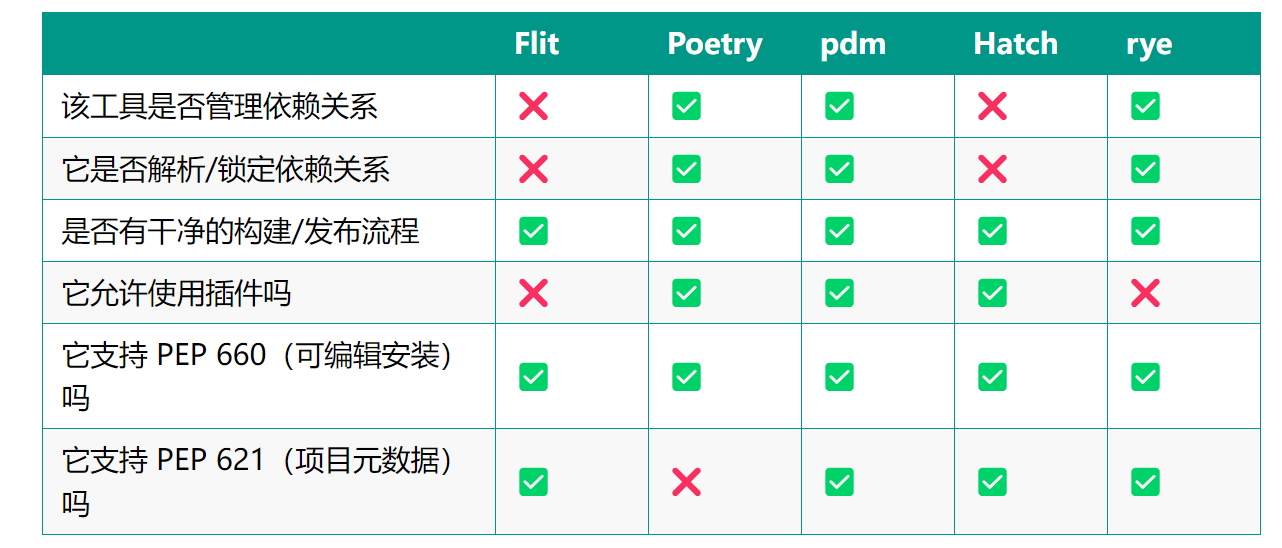 Flit Poetry pdm Hatch rye
该工具是否管理依赖关系 ❌ ✅ ✅ ❌ ✅
它是否解析/锁定依赖关系 ❌ ✅ ✅ ❌ ✅
是否有干净的构建/发布流程 ✅ ✅ ✅ ✅ ✅
它允许使用插件吗 ❌ ✅ ✅ ✅ ❌
它支持 PEP 660（可编辑安装）
吗 ✅ ✅ ✅ ✅ ✅
它支持 PEP 621（项目元数据）
吗 ✅ ❌ ✅ ✅ ✅